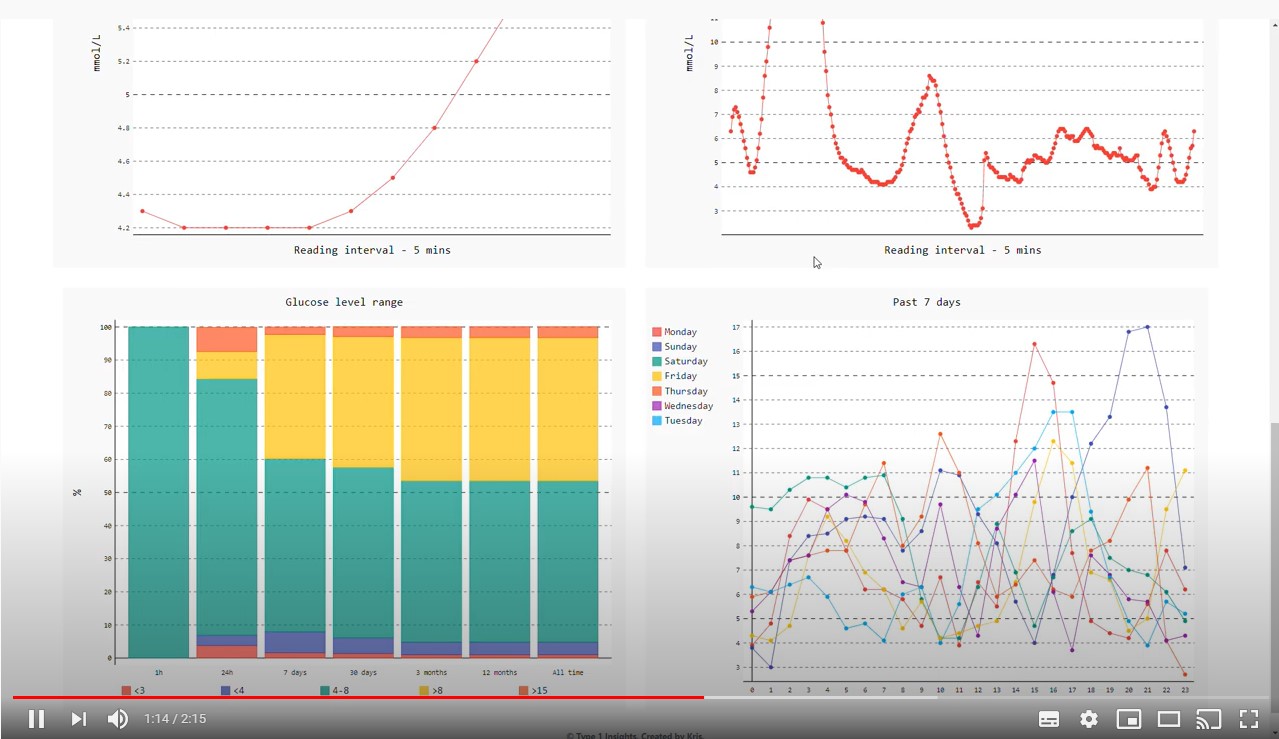 5.4
mmol/L
5.2
5
4.8
4.6
4.4
4.2
Reading interval - 5 mins
mmol/L
10
9
8
7
6
5
4
3
Reading interval - 5 mins
Glucose level range
100
90
80
70
60
50
40
30
20
10
0
%
1h 24h 7 days 30 days 3 months 12 months All time
<3 <4 4-8 >8 >15
Past 7 days
Monday
Sunday
Saturday
Friday
Thursday
Wednesday
Tuesday
17
16
15
14
13
12
11
10
9
8
7
6
5
4
3
0 1 2 3 4 5 6 7 8 9 10 11 12 13 14 15 16 17 18 19 20 21 22 23
1:14 / 2:15
© Type 1 Insights. Created by Kris.